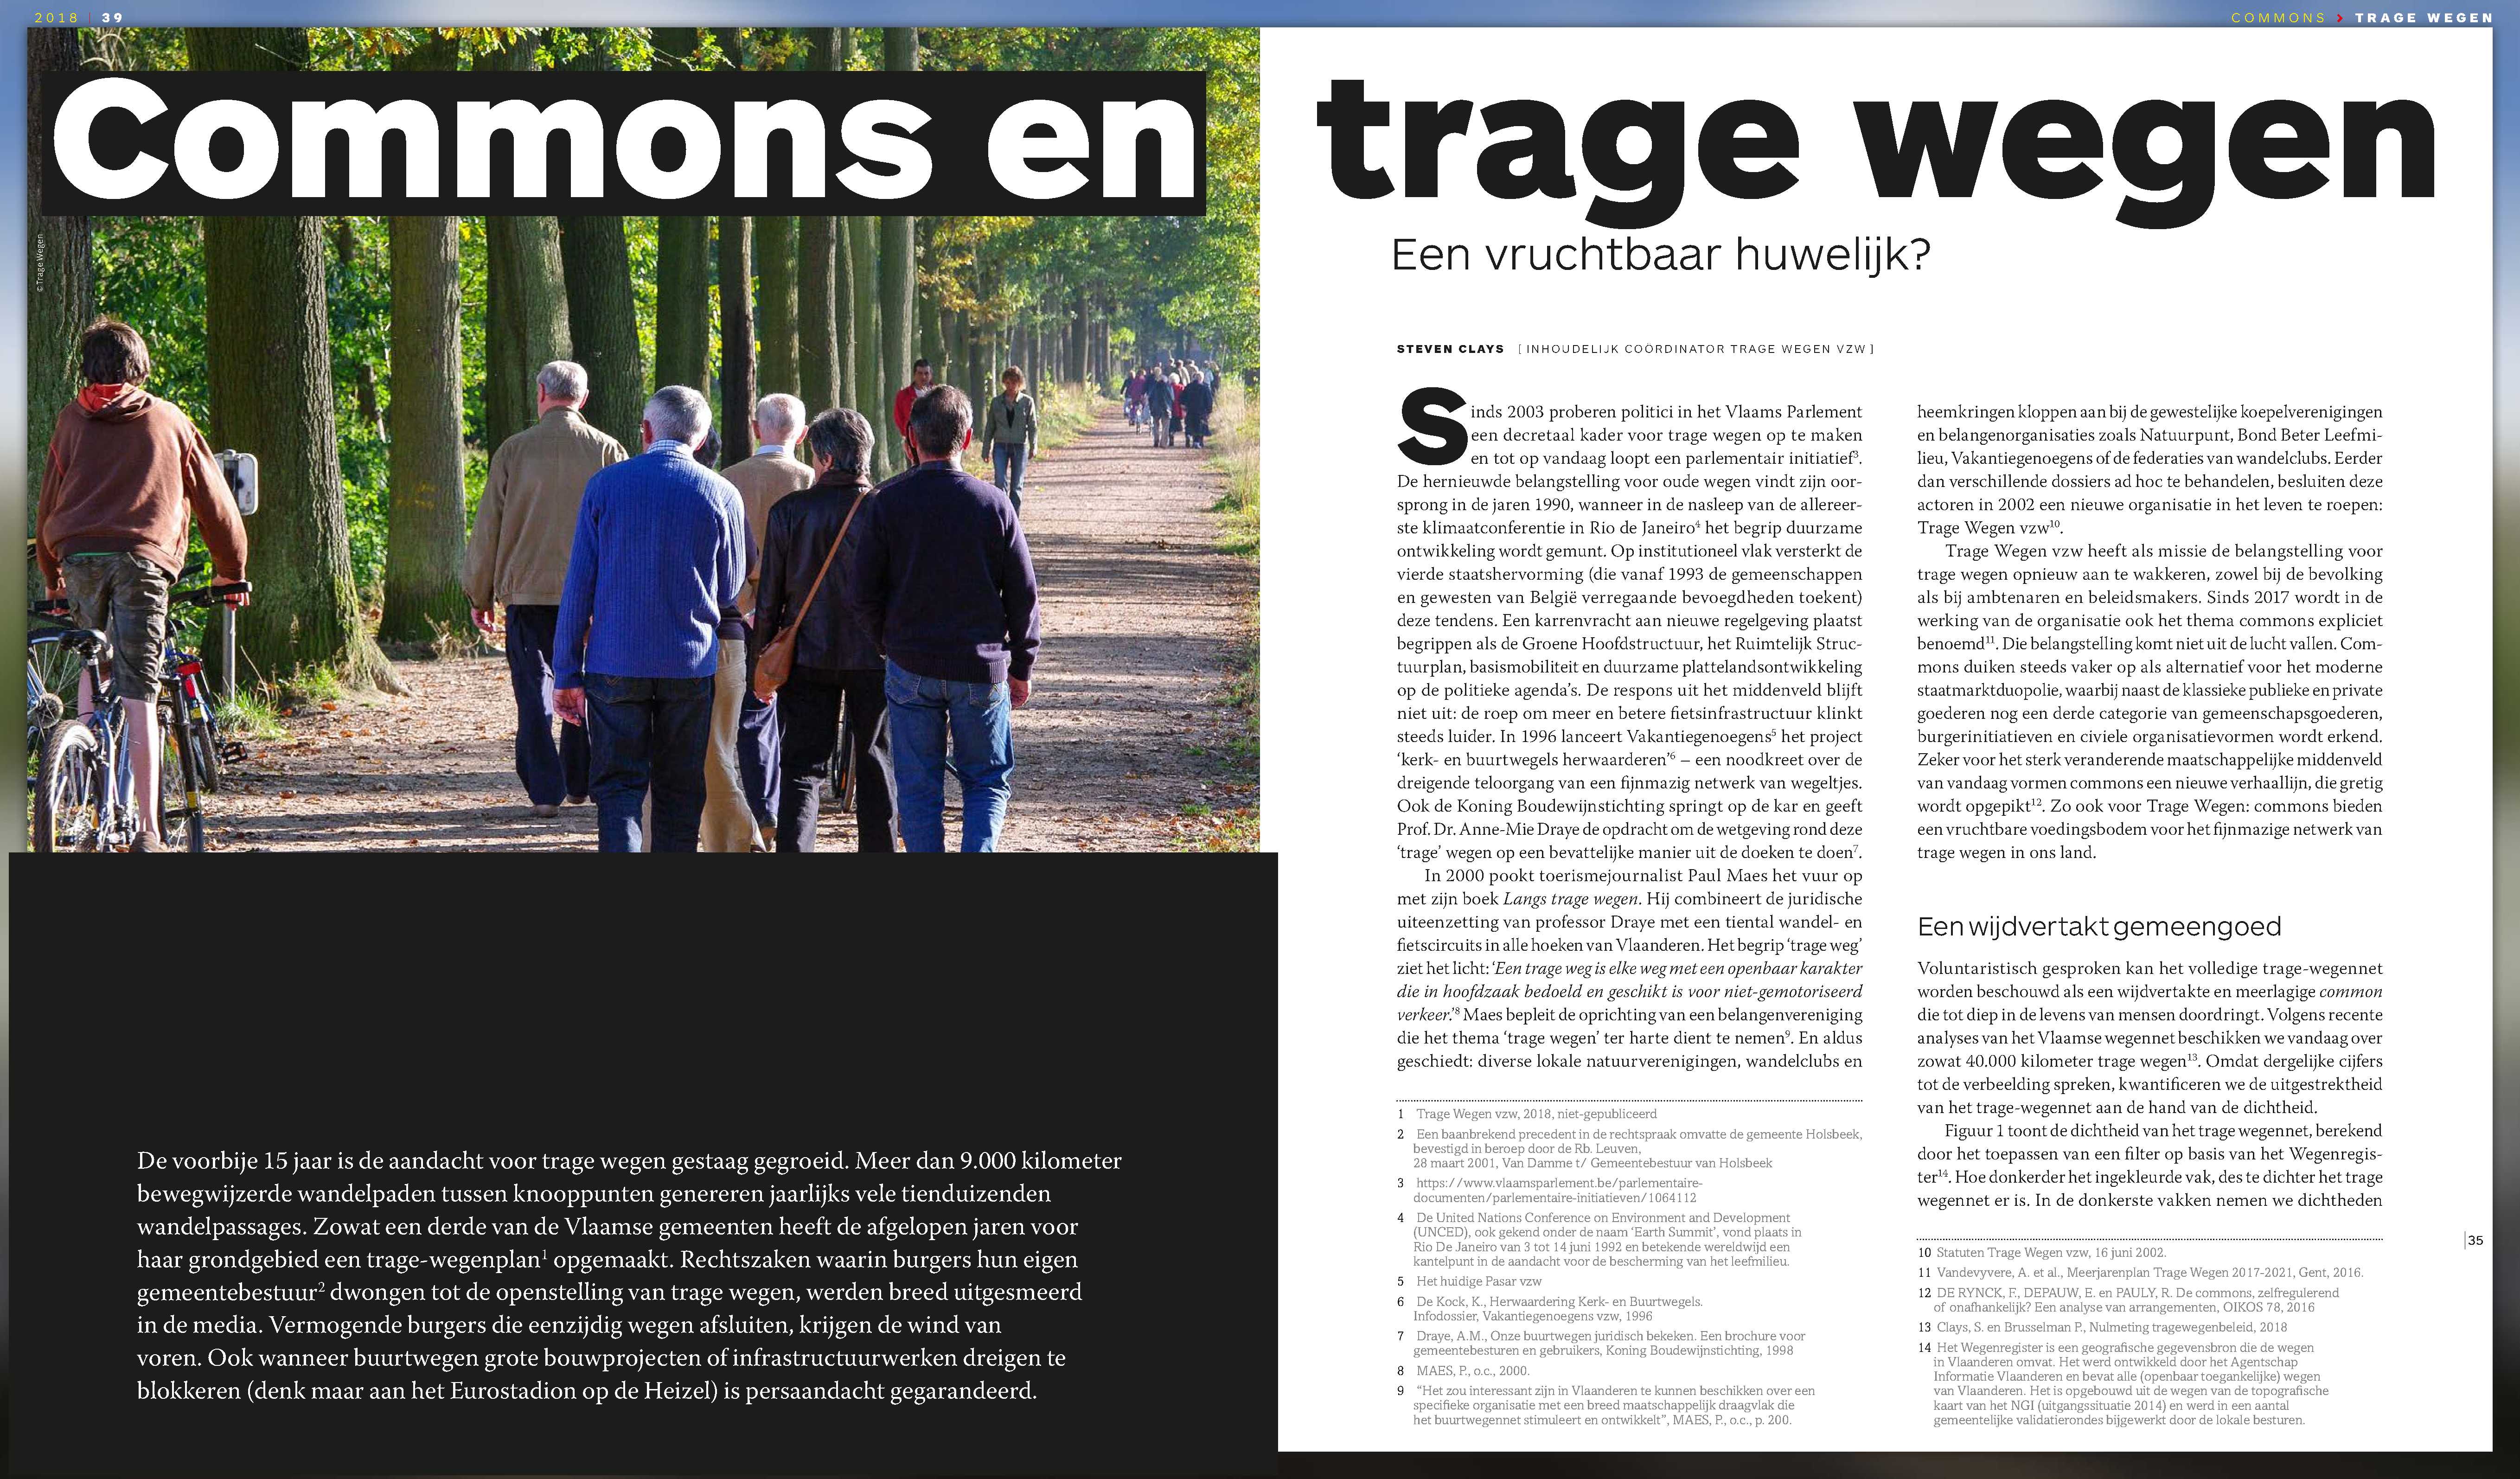 2018 | 39
COMMONS > TRAGE WEGEN
Commons en trage wegen
Een vruchtbaar huwelijk?
© Trage Wegen
STEVEN CLAYS [ INHOUDELIJK COÖRDINATOR TRAGE WEGEN VZW ]
De voorbije 15 jaar is de aandacht voor trage wegen gestaag gegroeid. Meer dan 9.000 kilometer
bewegwijzerde wandelpaden tussen knooppunten genereren jaarlijks vele tienduizenden
wandelpassages. Zowat een derde van de Vlaamse gemeenten heeft de afgelopen jaren voor
haar grondgebied een trage-wegenplan¹ opgemaakt. Rechtszaken waarin burgers hun eigen
gemeentebestuur² dwongen tot de openstelling van trage wegen, werden breed uitgesmeerd
in de media. Vermogende burgers die eenzijdig wegen afsluiten, krijgen de wind van
voren. Ook wanneer buurtwegen grote bouwprojecten of infrastructuurwerken dreigen te
blokkeren (denk maar aan het Eurostadion op de Heizel) is persaandacht gegarandeerd.
Sinds 2003 proberen politici in het Vlaams Parlement
een decretaal kader voor trage wegen op te maken
en tot op vandaag loopt een parlementair initiatief³.
De hernieuwde belangstelling voor oude wegen vindt zijn oor-
sprong in de jaren 1990, wanneer in de nasleep van de allereer-
ste klimaatconferentie in Rio de Janeiro⁴ het begrip duurzame
ontwikkeling wordt gemunt. Op institutioneel vlak versterkt de
vierde staatshervorming (die vanaf 1993 de gemeenschappen
en gewesten van België verregaande bevoegdheden toekent)
deze tendens. Een karrenvracht aan nieuwe regelgeving plaatst
begrippen als de Groene Hoofdstructuur, het Ruimtelijk Struc-
tuurplan, basismobiliteit en duurzame plattelandsontwikkeling
op de politieke agenda's. De respons uit het middenveld blijft
niet uit: de roep om meer en betere fietsinfrastructuur klinkt
steeds luider. In 1996 lanceert Vakantiegenoegens⁵ het project
'kerk- en buurtwegels herwaarderen'⁶ – een noodkreet over de
dreigende teloorgang van een fijnmazig netwerk van wegeltjes.
Ook de Koning Boudewijnstichting springt op de kar en geeft
Prof. Dr. Anne-Mie Draye de opdracht om de wetgeving rond deze
'trage' wegen op een bevattelijke manier uit de doeken te doen⁷.
In 2000 pookt toerismejournalist Paul Maes het vuur op
met zijn boek Langs trage wegen. Hij combineert de juridische
uiteenzetting van professor Draye met een tiental wandel- en
fietscircuits in alle hoeken van Vlaanderen. Het begrip 'trage weg'
ziet het licht: 'Een trage weg is elke weg met een openbaar karakter
die in hoofdzaak bedoeld en geschikt is voor niet-gemotoriseerd
verkeer.'⁸ Maes bepleit de oprichting van een belangenvereniging
die het thema 'trage wegen' ter harte dient te nemen⁹. En aldus
geschiedt: diverse lokale natuurverenigingen, wandelclubs en
1 Trage Wegen vzw, 2018, niet-gepubliceerd
2 Een baanbrekend precedent in de rechtspraak omvatte de gemeente Holsbeek,
bevestigd in beroep door de Rb. Leuven,
28 maart 2001, Van Damme t/ Gemeentebestuur van Holsbeek
3 https://www.vlaamsparlement.be/parlementaire-
documenten/parlementaire-initiatieven/1064112
4 De United Nations Conference on Environment and Development
(UNCED), ook gekend onder de naam 'Earth Summit', vond plaats in
Rio De Janeiro van 3 tot 14 juni 1992 en betekende wereldwijd een
kantelpunt in de aandacht voor de bescherming van het leefmilieu.
5 Het huidige Pasar vzw
6 De Kock, K., Herwaardering Kerk- en Buurtwegels.
Infodossier, Vakantiegenoegens vzw, 1996
7 Draye, A.M., Onze buurtwegen juridisch bekeken. Een brochure voor
gemeentebesturen en gebruikers, Koning Boudewijnstichting, 1998
8 MAES, P., o.c., 2000.
9 "Het zou interessant zijn in Vlaanderen te kunnen beschikken over een
specifieke organisatie met een breed maatschappelijk draagvlak die
het buurtwegennet stimuleert en ontwikkelt", MAES, P., o.c., p. 200.
heemkringen kloppen aan bij de gewestelijke koepelverenigingen
en belangenorganisaties zoals Natuurpunt, Bond Beter Leefmi-
lieu, Vakantiegenoegens of de federaties van wandelclubs. Eerder
dan verschillende dossiers ad hoc te behandelen, besluiten deze
actoren in 2002 een nieuwe organisatie in het leven te roepen:
Trage Wegen vzw¹⁰.
Trage Wegen vzw heeft als missie de belangstelling voor
trage wegen opnieuw aan te wakkeren, zowel bij de bevolking
als bij ambtenaren en beleidsmakers. Sinds 2017 wordt in de
werking van de organisatie ook het thema commons expliciet
benoemd¹¹. Die belangstelling komt niet uit de lucht vallen. Com-
mons duiken steeds vaker op als alternatief voor het moderne
staatmarktduopolie, waarbij naast de klassieke publieke en private
goederen nog een derde categorie van gemeenschapsgoederen,
burgerinitiatieven en civiele organisatievormen wordt erkend.
Zeker voor het sterk veranderende maatschappelijke middenveld
van vandaag vormen commons een nieuwe verhaallijn, die gretig
wordt opgepikt¹². Zo ook voor Trage Wegen: commons bieden
een vruchtbare voedingsbodem voor het fijnmazige netwerk van
trage wegen in ons land.
Een wijdvertakt gemeengoed
Voluntaristisch gesproken kan het volledige trage-wegennet
worden beschouwd als een wijdvertakte en meerlagige common
die tot diep in de levens van mensen doordringt. Volgens recente
analyses van het Vlaamse wegennet beschikken we vandaag over
zowat 40.000 kilometer trage wegen¹³. Omdat dergelijke cijfers
tot de verbeelding spreken, kwantificeren we de uitgestrektheid
van het trage-wegennet aan de hand van de dichtheid.
Figuur 1 toont de dichtheid van het trage wegennet, berekend
door het toepassen van een filter op basis van het Wegenregis-
ter¹⁴. Hoe donkerder het ingekleurde vak, des te dichter het trage
wegennet er is. In de donkerste vakken nemen we dichtheden
10 Statuten Trage Wegen vzw, 16 juni 2002.
11 Vandevyvere, A. et al., Meerjarenplan Trage Wegen 2017-2021, Gent, 2016.
12 DE RYNCK, F., DEPAUW, E. en PAULY, R. De commons, zelfregulerend
of onafhankelijk? Een analyse van arrangementen, OIKOS 78, 2016
13 Clays, S. en Brusselman P., Nulmeting tragewegenbeleid, 2018
14 Het Wegenregister is een geografische gegevensbron die de wegen
in Vlaanderen omvat. Het werd ontwikkeld door het Agentschap
Informatie Vlaanderen en bevat alle (openbaar toegankelijke) wegen
van Vlaanderen. Het is opgebouwd uit de wegen van de topografische
kaart van het NGI (uitgangssituatie 2014) en werd in een aantal
gemeentelijke validatierondes bijgewerkt door de lokale besturen.
|35